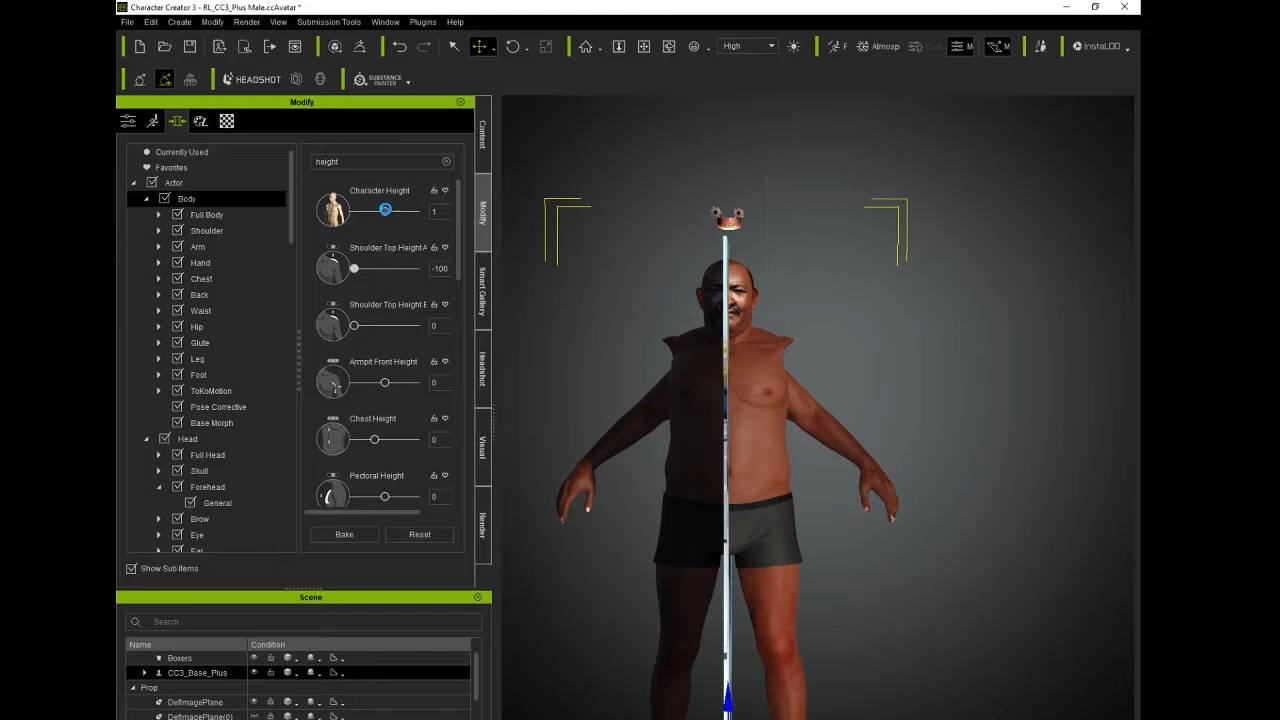 Character Creator 3 - RL_CC3_Plus Male.ccAvatar *
File Edit Create Modify Render View Submission Tools Window Plugins Help
High F Atmosp M M InstaLOD
HEADSHOT SUBSTANCE PAINTER
Modify
Content
Modify
Smart Gallery
Headshot
Visual
Render
Currently Used
Favorites
Actor
Body
Full Body
Shoulder
Arm
Hand
Chest
Back
Waist
Hip
Glute
Leg
Foot
ToKoMotion
Pose Corrective
Base Morph
Head
Full Head
Skull
Forehead
General
Brow
Eye
Ear
height
Character Height
1
Shoulder Top Height A
-100
Shoulder Top Height B
0
Armpit Front Height
0
Chest Height
0
Pectoral Height
0
Bake Reset
Show Sub Items
Scene
Search
Name Condition
Boxers
CC3_Base_Plus
Prop
DefImagePlane
DefImagePlane(0)